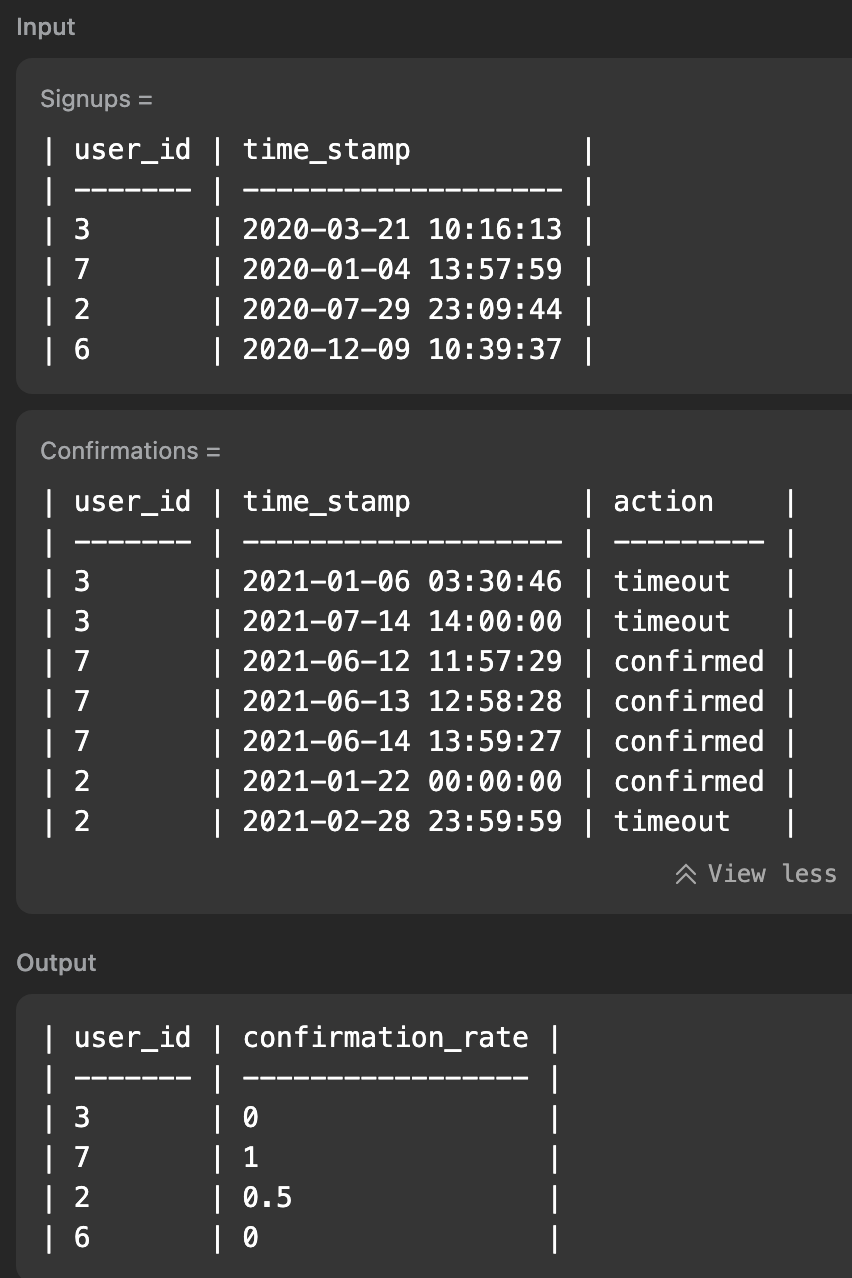 Input
Signups =
| user_id | time_stamp          |
| ------- | ------------------- |
| 3       | 2020-03-21 10:16:13 |
| 7       | 2020-01-04 13:57:59 |
| 2       | 2020-07-29 23:09:44 |
| 6       | 2020-12-09 10:39:37 |
Confirmations =
| user_id | time_stamp          | action    |
| ------- | ------------------- | --------- |
| 3       | 2021-01-06 03:30:46 | timeout   |
| 3       | 2021-07-14 14:00:00 | timeout   |
| 7       | 2021-06-12 11:57:29 | confirmed |
| 7       | 2021-06-13 12:58:28 | confirmed |
| 7       | 2021-06-14 13:59:27 | confirmed |
| 2       | 2021-01-22 00:00:00 | confirmed |
| 2       | 2021-02-28 23:59:59 | timeout   |
View less
Output
| user_id | confirmation_rate |
| ------- | ----------------- |
| 3       | 0                 |
| 7       | 1                 |
| 2       | 0.5               |
| 6       | 0                 |